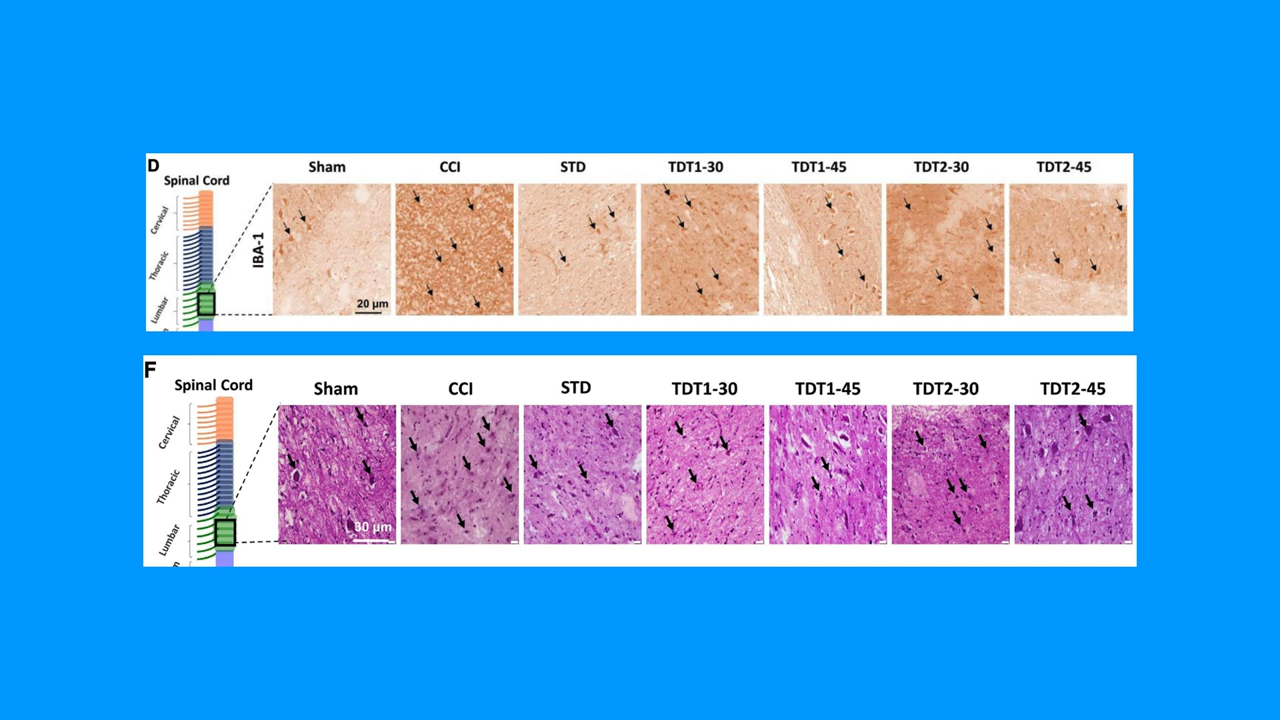 D
Sham CCI STD TDT1-30 TDT1-45 TDT2-30 TDT2-45
Spinal Cord
Cervical
Thoracic
Lumbar
IBA-1
20 µm
F
Sham CCI STD TDT1-30 TDT1-45 TDT2-30 TDT2-45
Spinal Cord
Cervical
Thoracic
Lumbar
30 µm